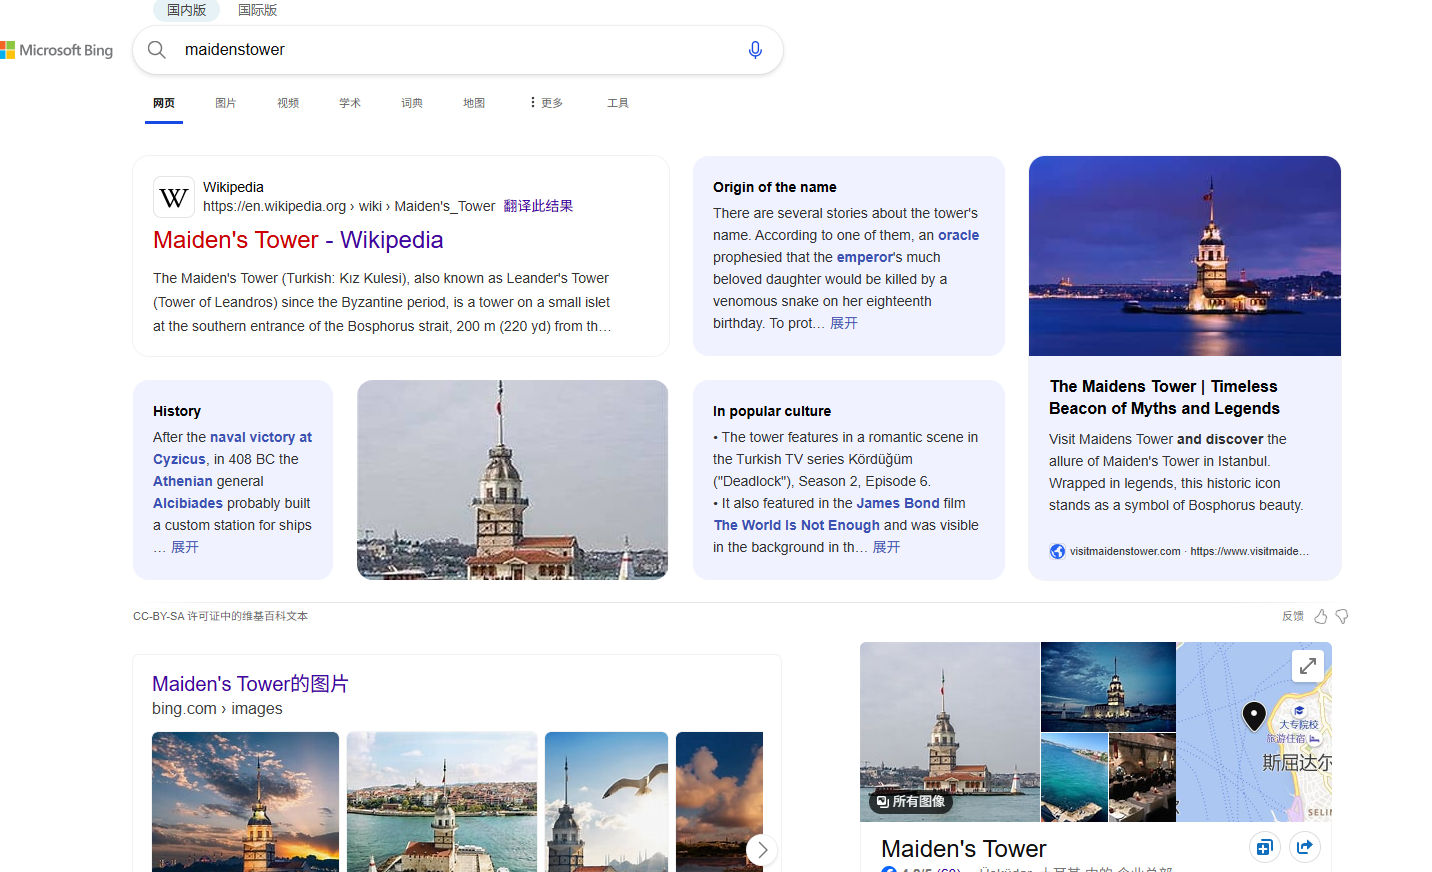 国内版 国际版
Microsoft Bing
maidenstower
网页 图片 视频 学术 词典 地图 更多 工具
W
Wikipedia
https://en.wikipedia.org › wiki › Maiden's_Tower 翻译此结果
Maiden's Tower - Wikipedia
The Maiden's Tower (Turkish: Kız Kulesi), also known as Leander's Tower
(Tower of Leandros) since the Byzantine period, is a tower on a small islet
at the southern entrance of the Bosphorus strait, 200 m (220 yd) from th…
Origin of the name
There are several stories about the tower's
name. According to one of them, an oracle
prophesied that the emperor's much
beloved daughter would be killed by a
venomous snake on her eighteenth
birthday. To prot… 展开
History
After the naval victory at
Cyzicus, in 408 BC the
Athenian general
Alcibiades probably built
a custom station for ships
… 展开
In popular culture
• The tower features in a romantic scene in
the Turkish TV series Kördüğüm
("Deadlock"), Season 2, Episode 6.
• It also featured in the James Bond film
The World Is Not Enough and was visible
in the background in th… 展开
The Maidens Tower | Timeless
Beacon of Myths and Legends
Visit Maidens Tower and discover the
allure of Maiden's Tower in Istanbul.
Wrapped in legends, this historic icon
stands as a symbol of Bosphorus beauty.
visitmaidenstower.com · https://www.visitmaide…
CC-BY-SA 许可证中的维基百科文本
反馈
Maiden's Tower的图片
bing.com › images
所有图像
大专院校
旅游住宿
斯屈达尔
SELIM
Maiden's Tower